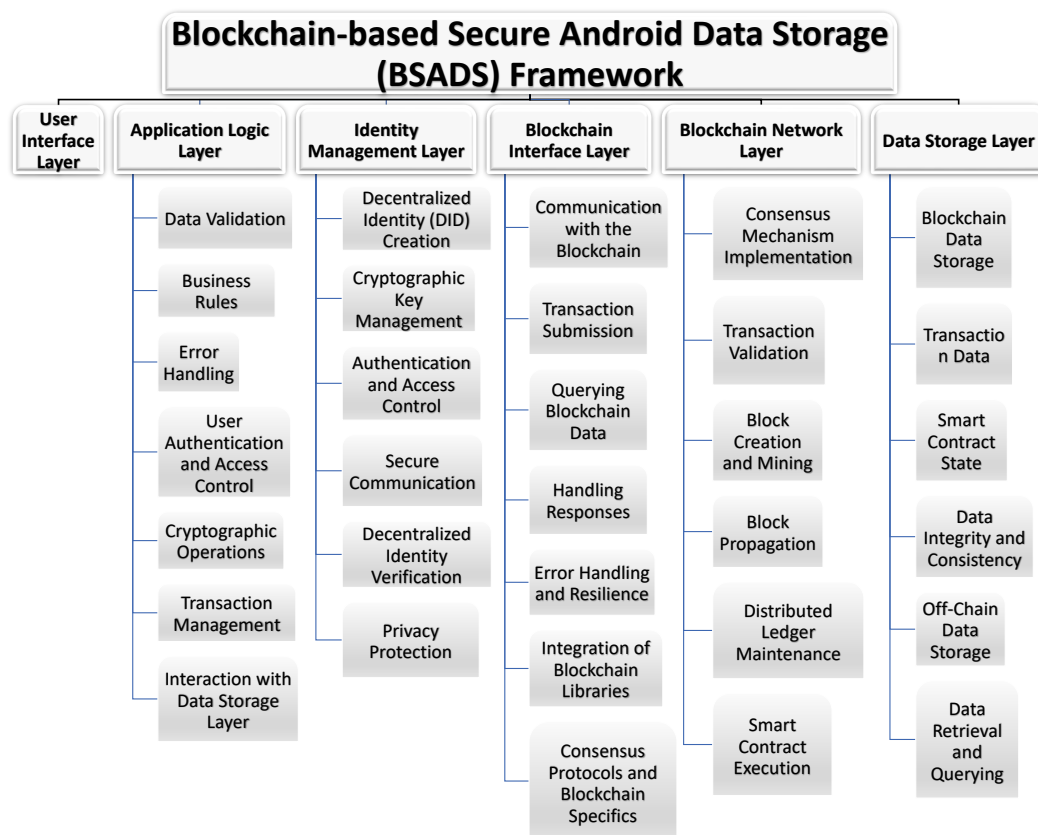 Blockchain-based Secure Android Data Storage
(BSADS) Framework
User
Interface
Layer
Application Logic
Layer
Data Validation
Business
Rules
Error
Handling
User
Authentication
and Access
Control
Cryptographic
Operations
Transaction
Management
Interaction with
Data Storage
Layer
Identity
Management Layer
Decentralized
Identity (DID)
Creation
Cryptographic
Key
Management
Authentication
and Access
Control
Secure
Communication
Decentralized
Identity
Verification
Privacy
Protection
Blockchain
Interface Layer
Communication
with the
Blockchain
Transaction
Submission
Querying
Blockchain
Data
Handling
Responses
Error Handling
and Resilience
Integration of
Blockchain
Libraries
Consensus
Protocols and
Blockchain
Specifics
Blockchain Network
Layer
Consensus
Mechanism
Implementation
Transaction
Validation
Block
Creation
and Mining
Block
Propagation
Distributed
Ledger
Maintenance
Smart
Contract
Execution
Data Storage Layer
Blockchain
Data
Storage
Transactio
n Data
Smart
Contract
State
Data
Integrity and
Consistency
Off-Chain
Data
Storage
Data
Retrieval
and
Querying